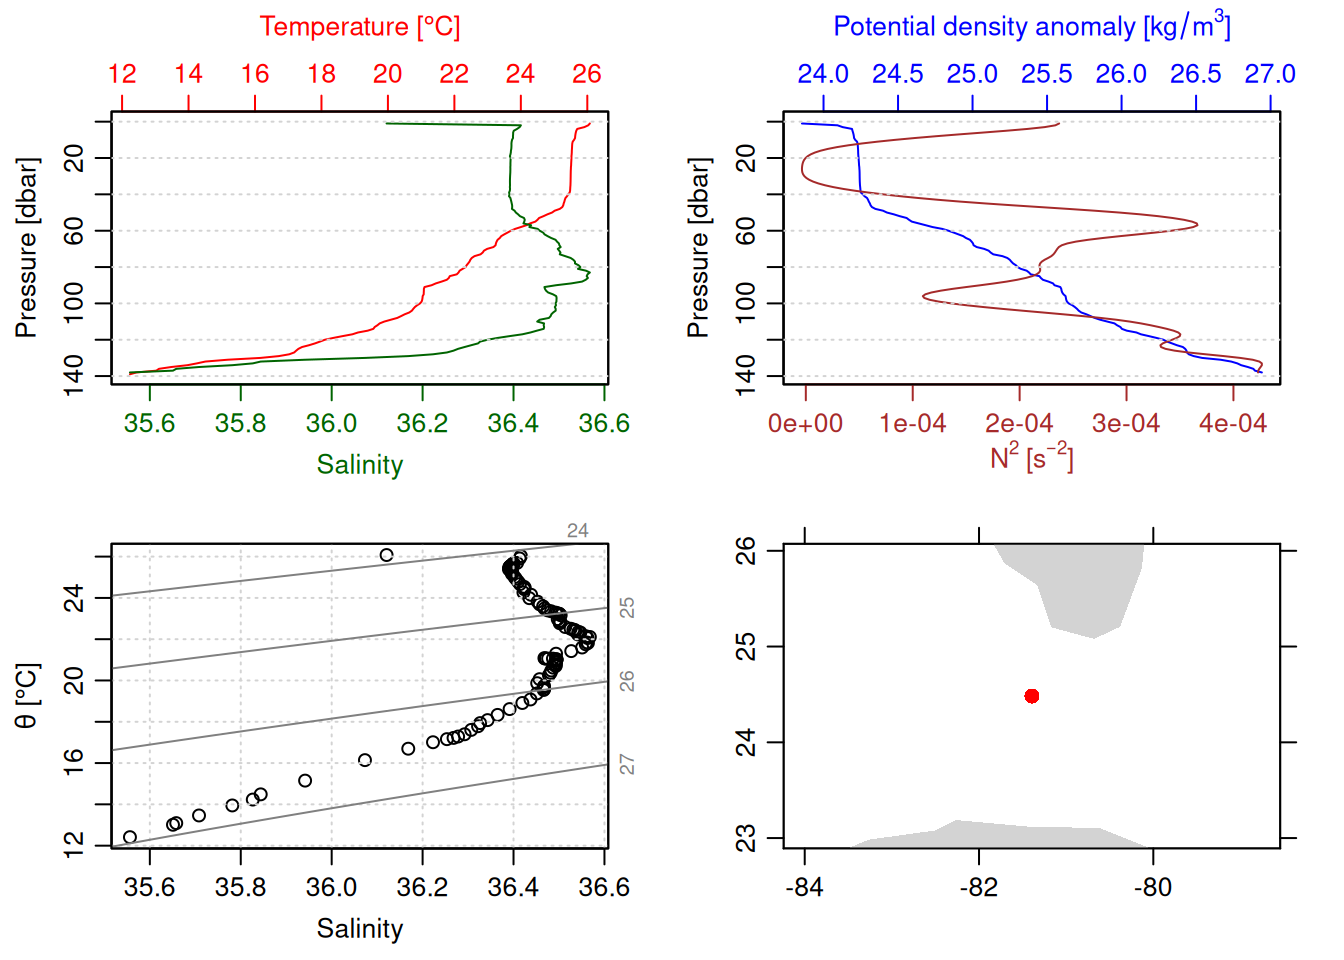 Temperature [°C]
12 14 16 18 20 22 24 26
Pressure [dbar]
20 60 100 140
35.6 35.8 36.0 36.2 36.4 36.6
Salinity
Potential density anomaly [kg/m³]
24.0 24.5 25.0 25.5 26.0 26.5 27.0
Pressure [dbar]
20 60 100 140
0e+00 1e-04 2e-04 3e-04 4e-04
N² [s⁻²]
24
25
26
27
θ [°C]
24 20 16 12
35.6 35.8 36.0 36.2 36.4 36.6
Salinity
26 25 24 23
-84 -82 -80